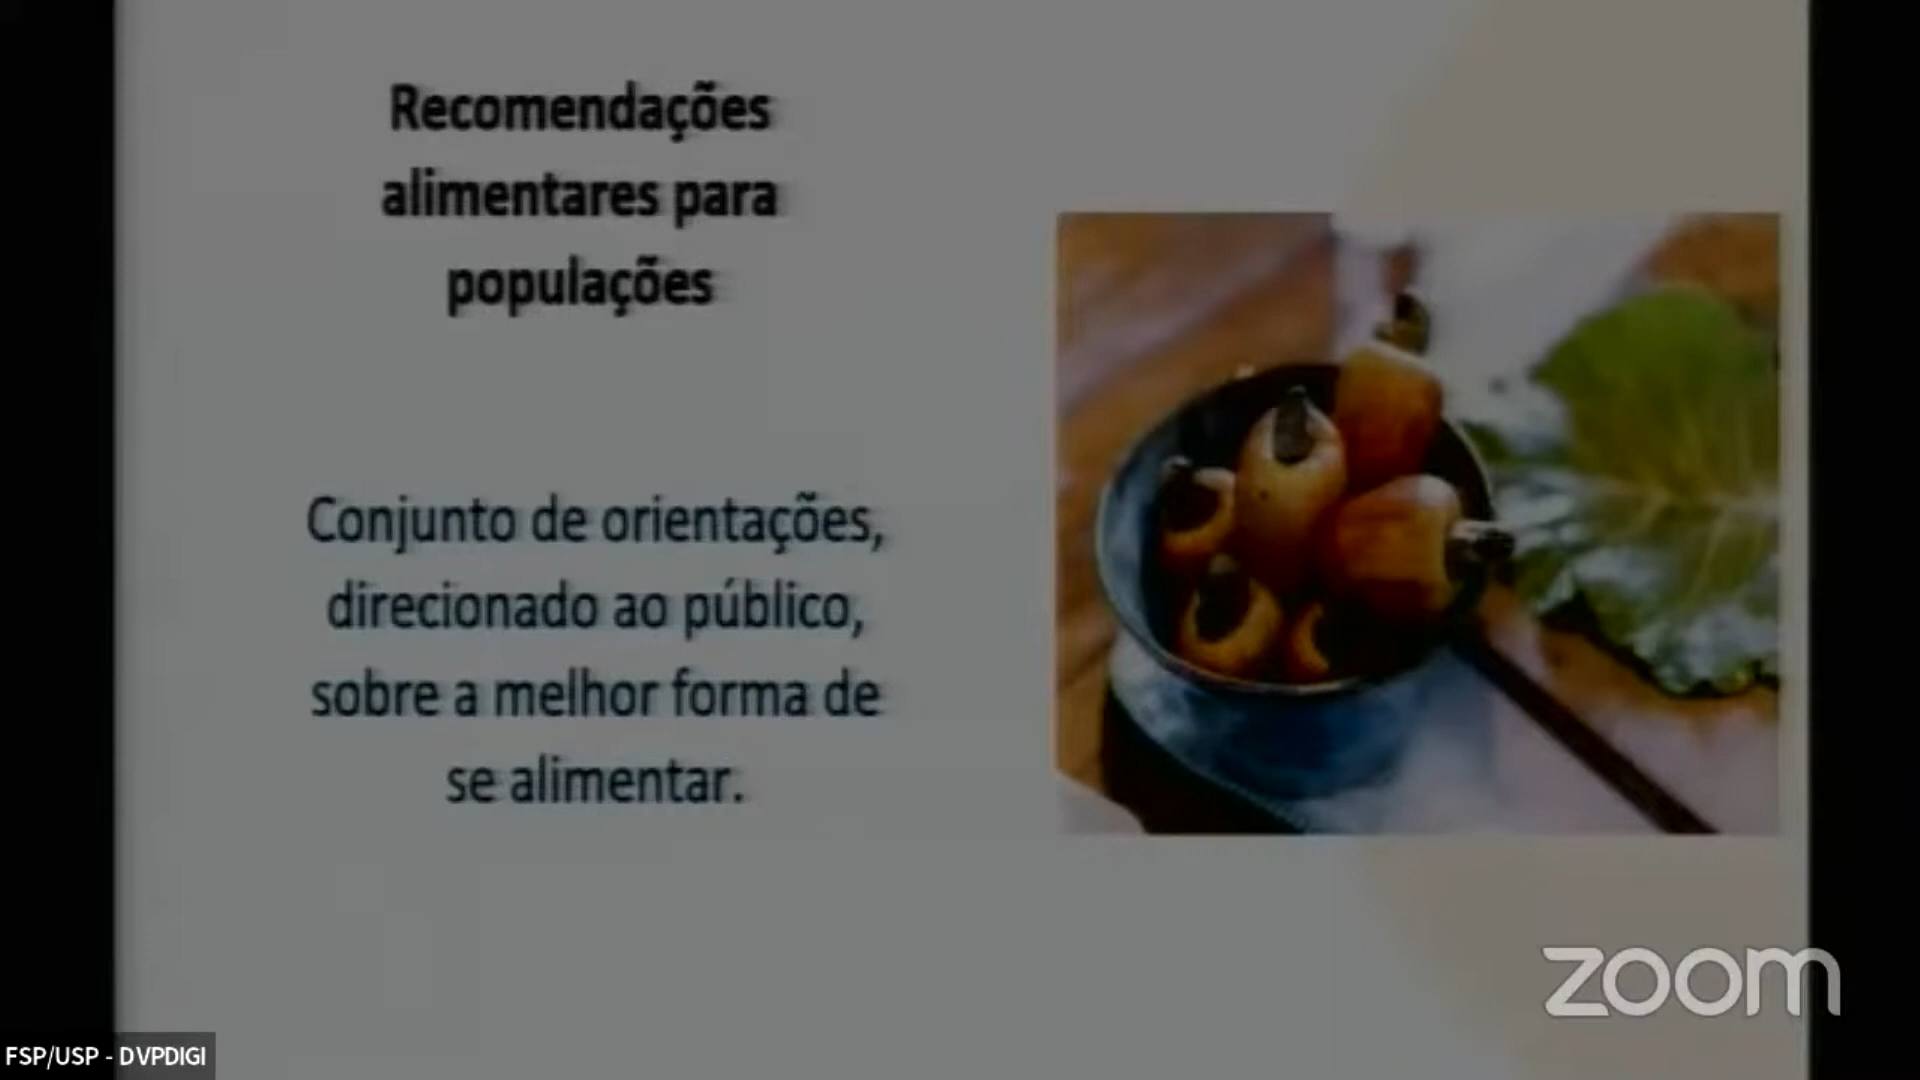 Recomendações
alimentares para
populações
Conjunto de orientações,
direcionado ao público,
sobre a melhor forma de
se alimentar.
zoom
FSP/USP - DVPDIGI